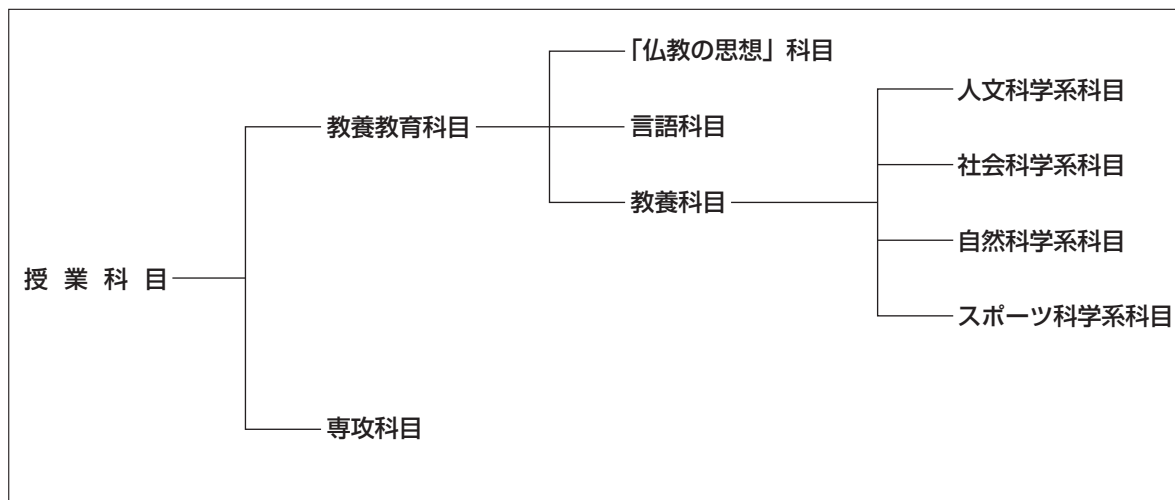 「仏教の思想」科目
人文科学系科目
教養教育科目
言語科目
社会科学系科目
教養科目
自然科学系科目
授業科目
スポーツ科学系科目
専攻科目